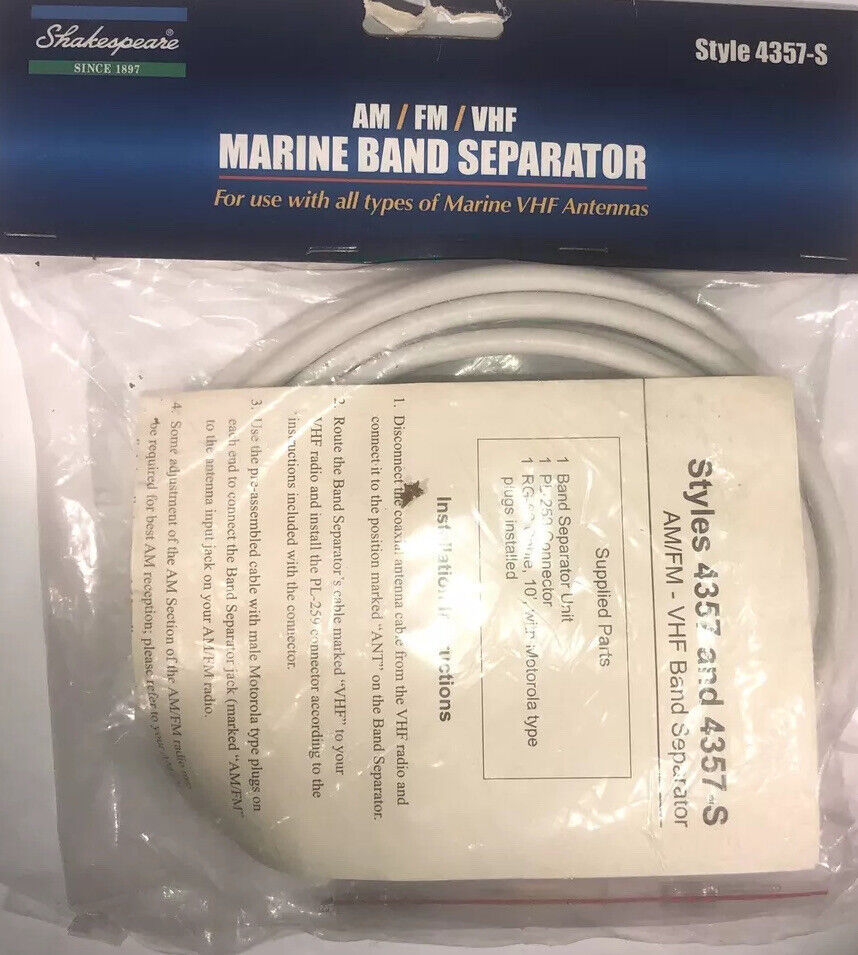 Shakespeare®
SINCE 1897
Style 4357-S
AM / FM / VHF
MARINE BAND SEPARATOR
For use with all types of Marine VHF Antennas
Styles 4357 and 4357-S
AM/FM - VHF Band Separator
Supplied Parts
1 Band Separator Unit
1 PL-259 Connector
1 10', with Motorola type
plugs installed
Installation Instructions
1. Disconnect the coaxial antenna cable from the VHF radio and
connect it to the position marked "ANT" on the Band Separator.
2. Route the Band Separator's cable marked "VHF" to your
VHF radio and install the PL-259 connector according to the
instructions included with the connector.
3. Use the pre-assembled cable with male Motorola type plugs on
each end to connect the Band Separator jack (marked "AM/FM"
to the antenna input jack on your AM/FM radio.
4. Some adjustment of the AM Section of the AM/FM radio
be required for best AM reception; please refer to your